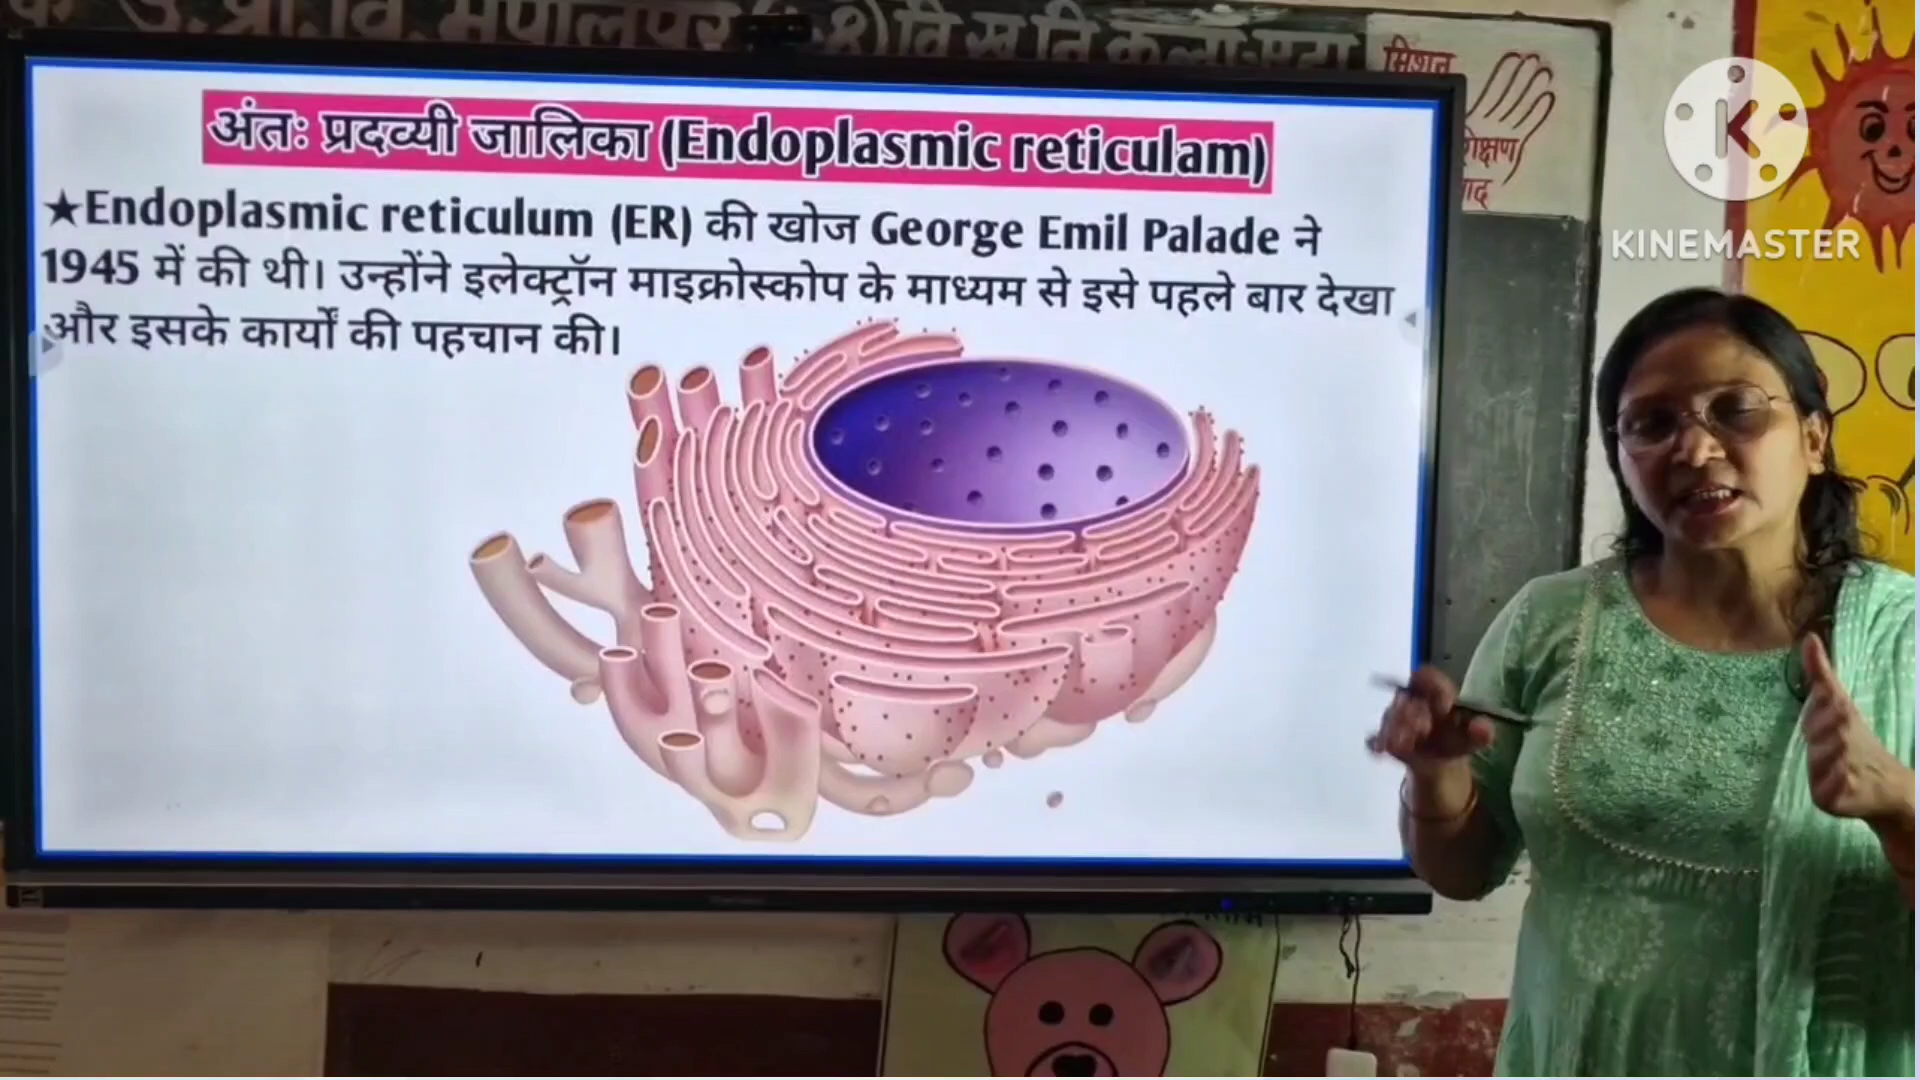 अंतः प्रदव्यी जालिका (Endoplasmic reticulam)
★Endoplasmic reticulum (ER) की खोज George Emil Palade ने
1945 में की थी। उन्होंने इलेक्ट्रॉन माइक्रोस्कोप के माध्यम से इसे पहले बार देखा
और इसके कार्यों की पहचान की।
मिशन
KINEMASTER